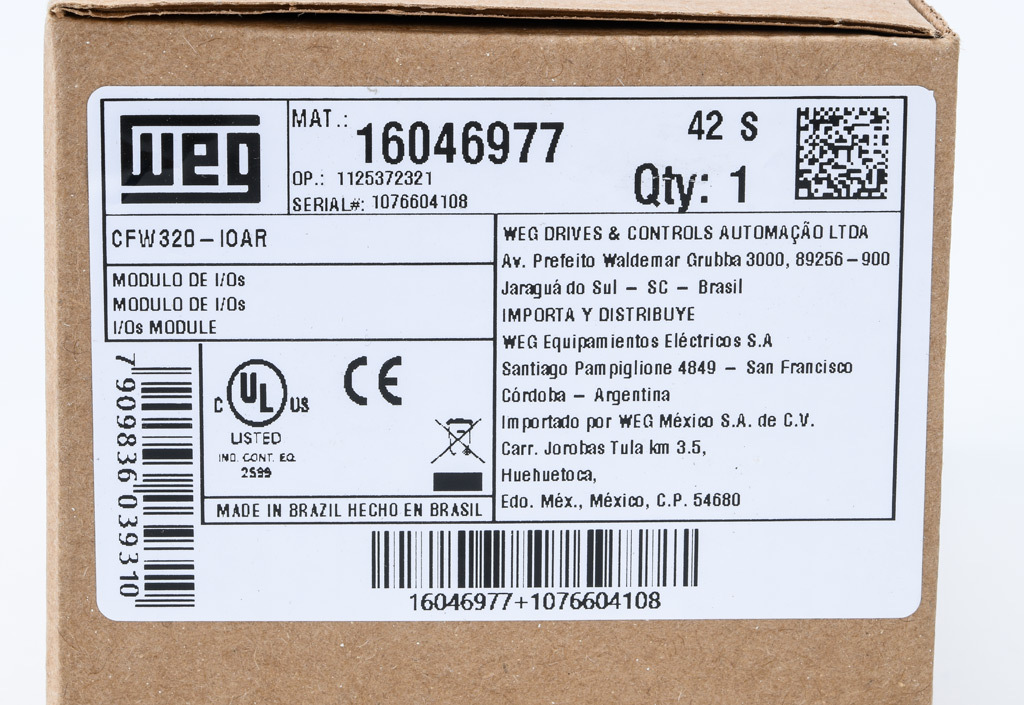 WEG
MAT.: 16046977
42 S
OP.: 1125372321
Qty: 1
SERIAL#: 1076604108
CFW320-IOAR
MODULO DE I/Os
MODULO DE I/Os
I/Os MODULE
WEG DRIVES & CONTROLS AUTOMAÇÃO LTDA
Av. Prefeito Waldemar Grubba 3000, 89256-900
Jaraguá do Sul - SC - Brasil
IMPORTA Y DISTRIBUYE
WEG Equipamientos Eléctricos S.A
Santiago Pampiglione 4849 - San Francisco
Córdoba - Argentina
Importado por WEG México S.A. de C.V.
Carr. Jorobas Tula km 3.5,
Huehuetoca,
Edo. Méx., México, C.P. 54680
7 909836 039310
C UL US
LISTED
IND. CONT. EQ.
2S99
CE
MADE IN BRAZIL HECHO EN BRASIL
16046977+1076604108